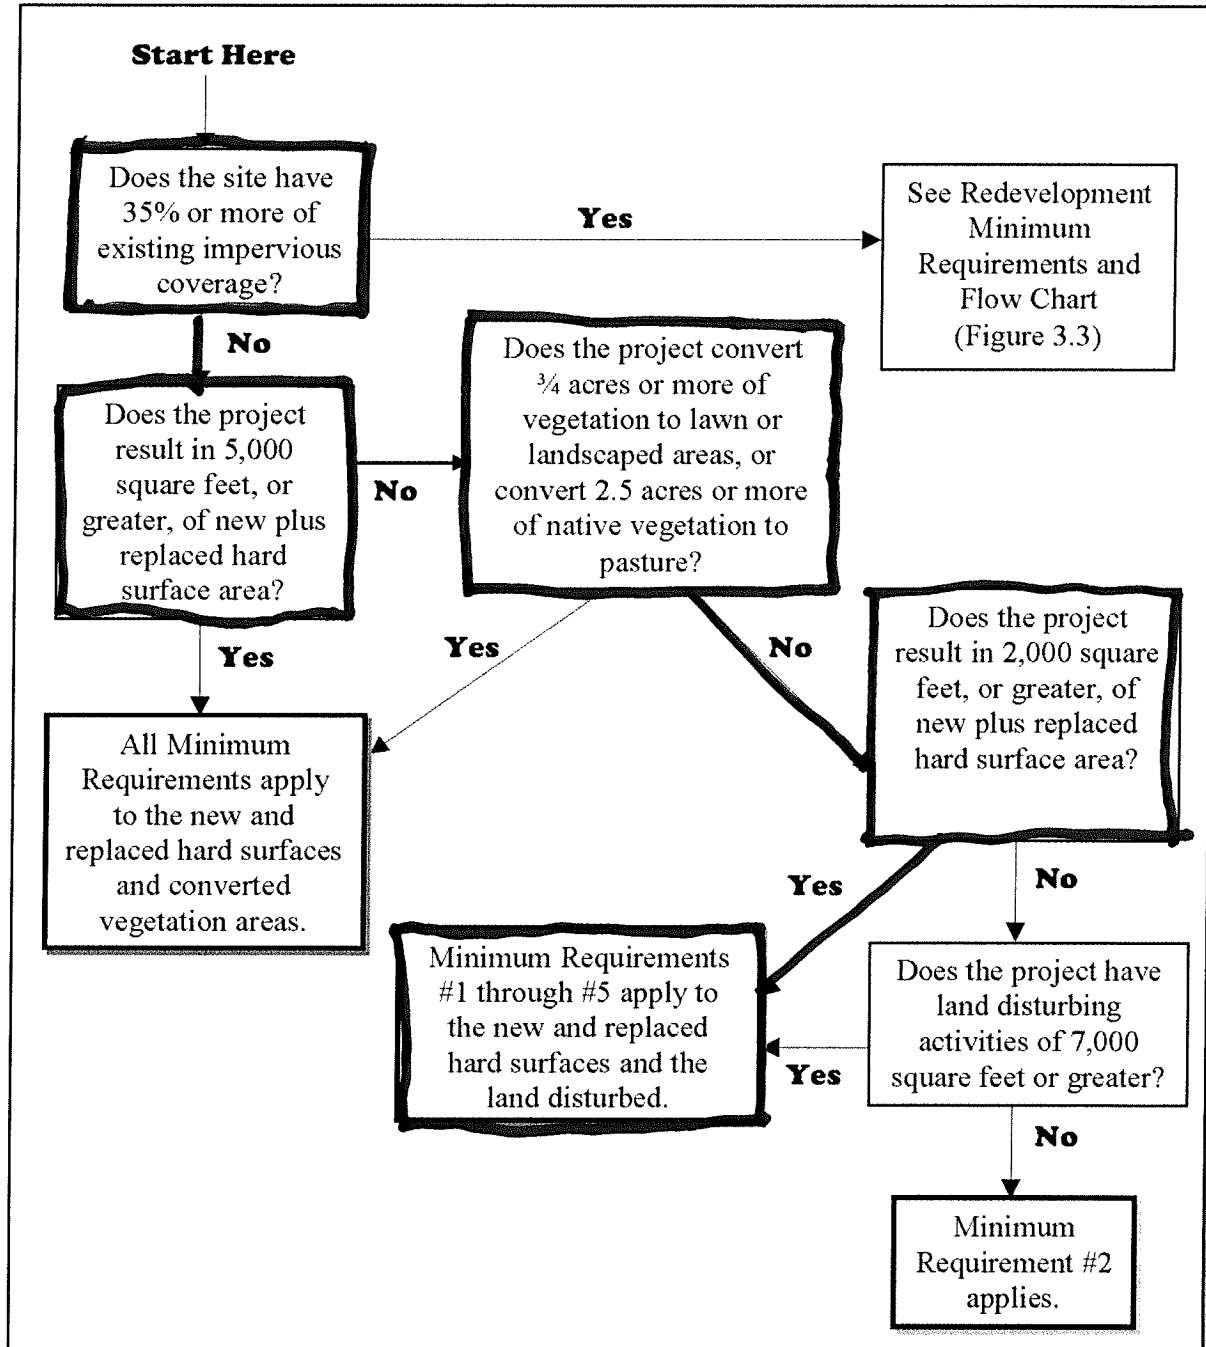 Start Here
Does the site have
35% or more of
existing impervious
coverage?
Yes
See Redevelopment
Minimum
Requirements and
Flow Chart
(Figure 3.3)
No
Does the project
result in 5,000
square feet, or
greater, of new plus
replaced hard
surface area?
No
Does the project convert
¾ acres or more of
vegetation to lawn or
landscaped areas, or
convert 2.5 acres or more
of native vegetation to
pasture?
Yes
Yes
No
Does the project
result in 2,000 square
feet, or greater, of
new plus replaced
hard surface area?
All Minimum
Requirements apply
to the new and
replaced hard surfaces
and converted
vegetation areas.
Yes
No
Minimum Requirements
#1 through #5 apply to
the new and replaced
hard surfaces and the
land disturbed.
Yes
Does the project have
land disturbing
activities of 7,000
square feet or greater?
No
Minimum
Requirement #2
applies.